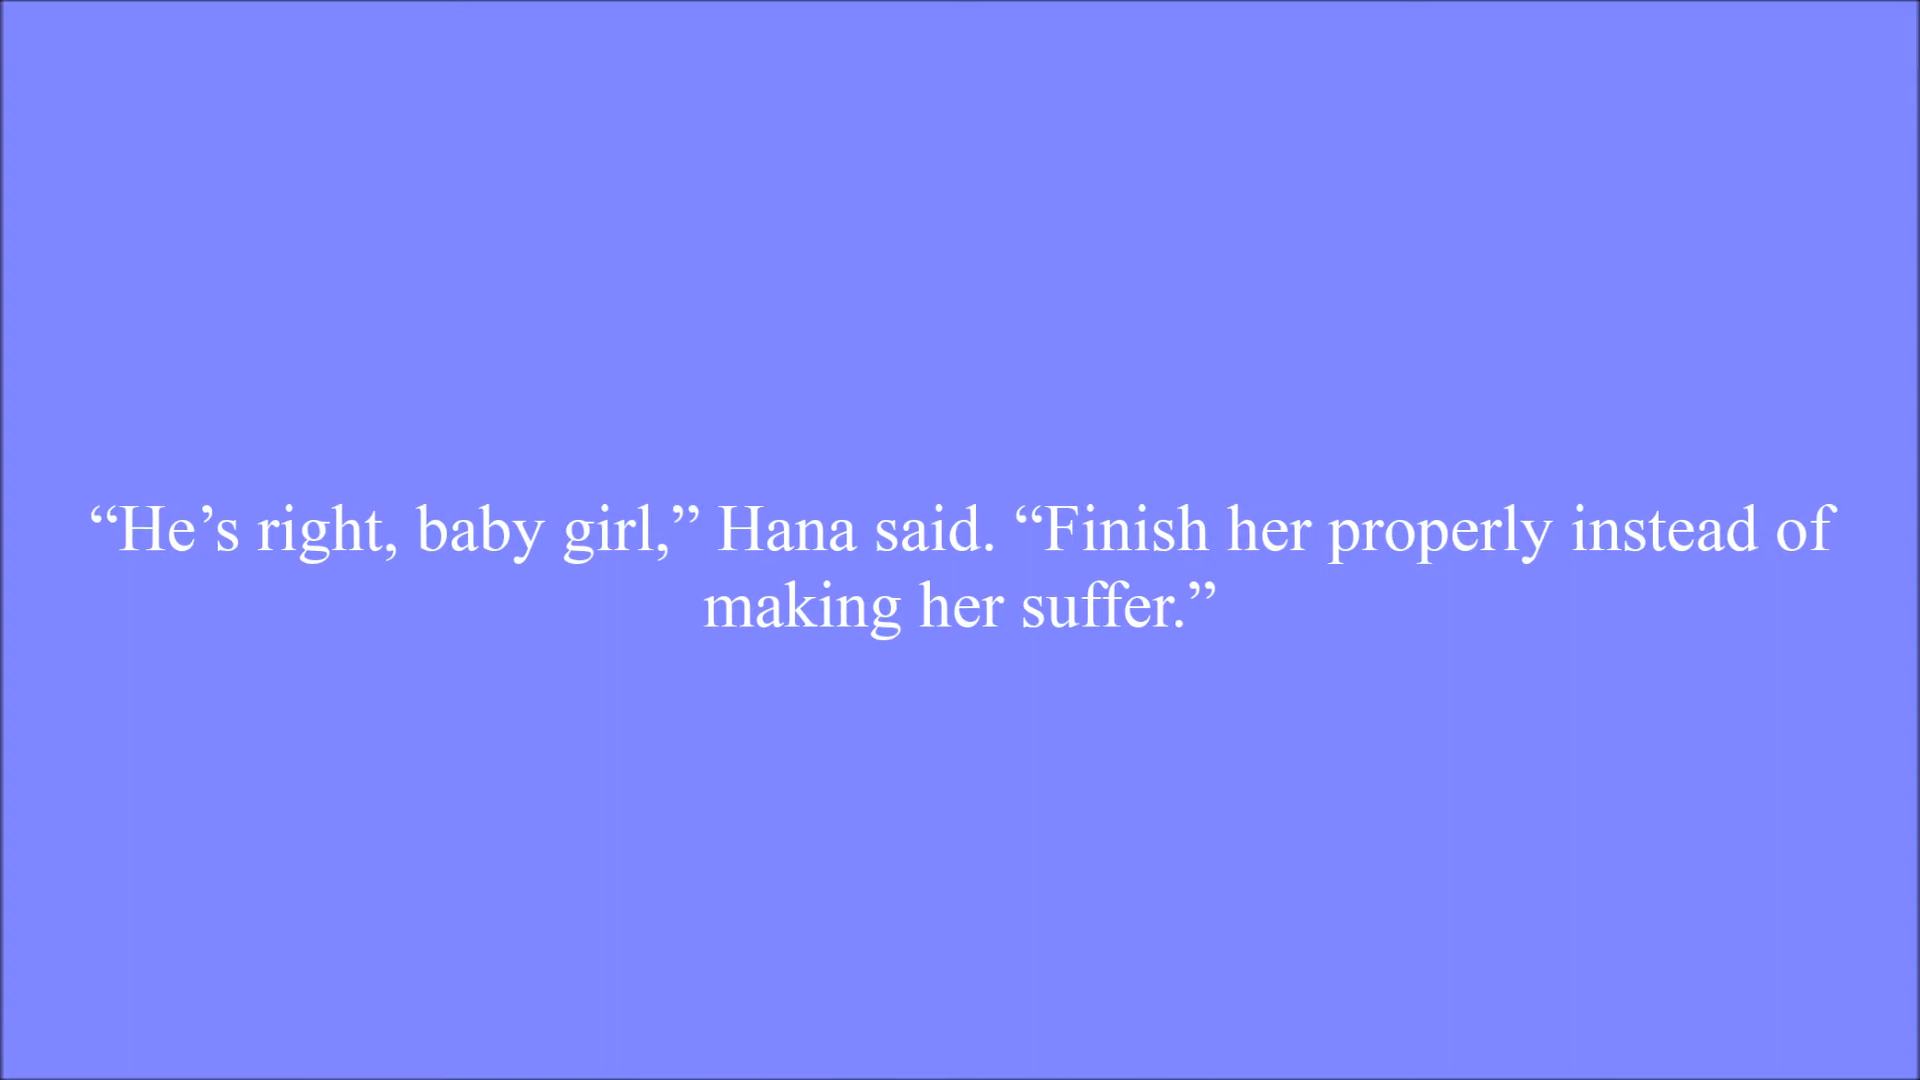 “He’s right, baby girl,” Hana said. “Finish her properly instead of
making her suffer.”